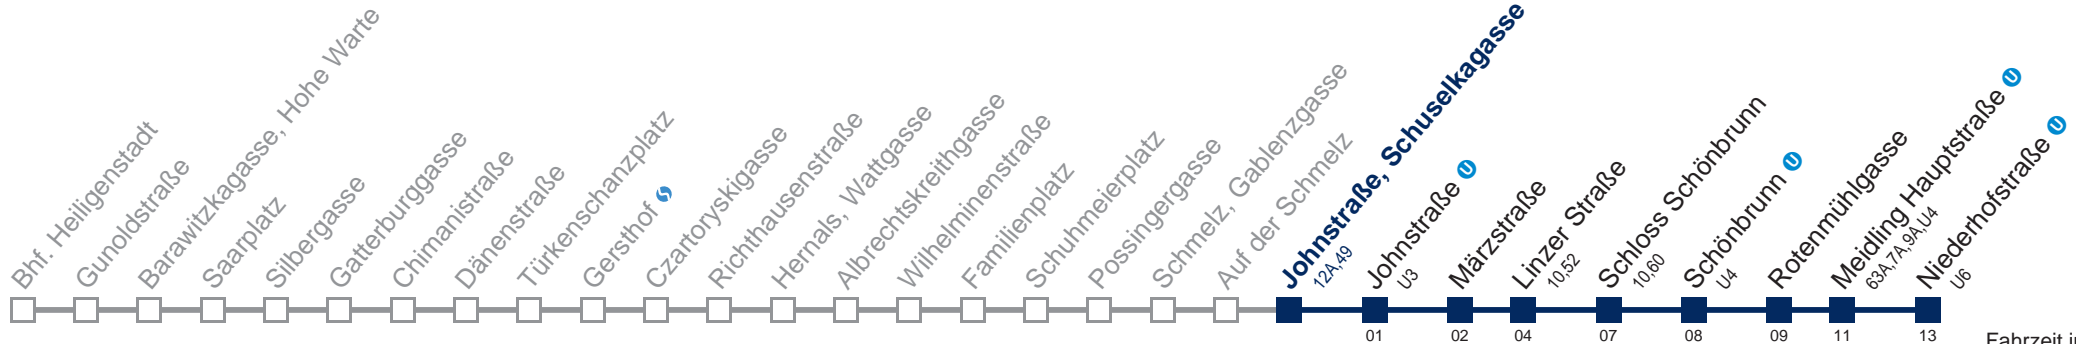 Bhf. Heiligenstadt
Gunoldstraße
Barawitzkagasse, Hohe Warte
Saarplatz
Silbergasse
Gatterburggasse
Chimanistraße
Dänenstraße
Türkenschanzplatz
Gersthof
Czartoryskigasse
Richthausenstraße
Hernals, Wattgasse
Albrechtskreithgasse
Wilhelminenstraße
Familienplatz
Schuhmeierplatz
Possingergasse
Schmelz, Gablenzgasse
Auf der Schmelz
Johnstraße, Schuselkagasse
12A,49
Johnstraße U
U3
01
Märzstraße
02
Linzer Straße
10,52
04
Schloss Schönbrunn
10,60
07
Schönbrunn U
U4
08
Rotenmühlgasse
09
Meidling Hauptstraße U
63A,7A,9A,U4
11
Niederhofstraße U
U6
13
Fahrzeit